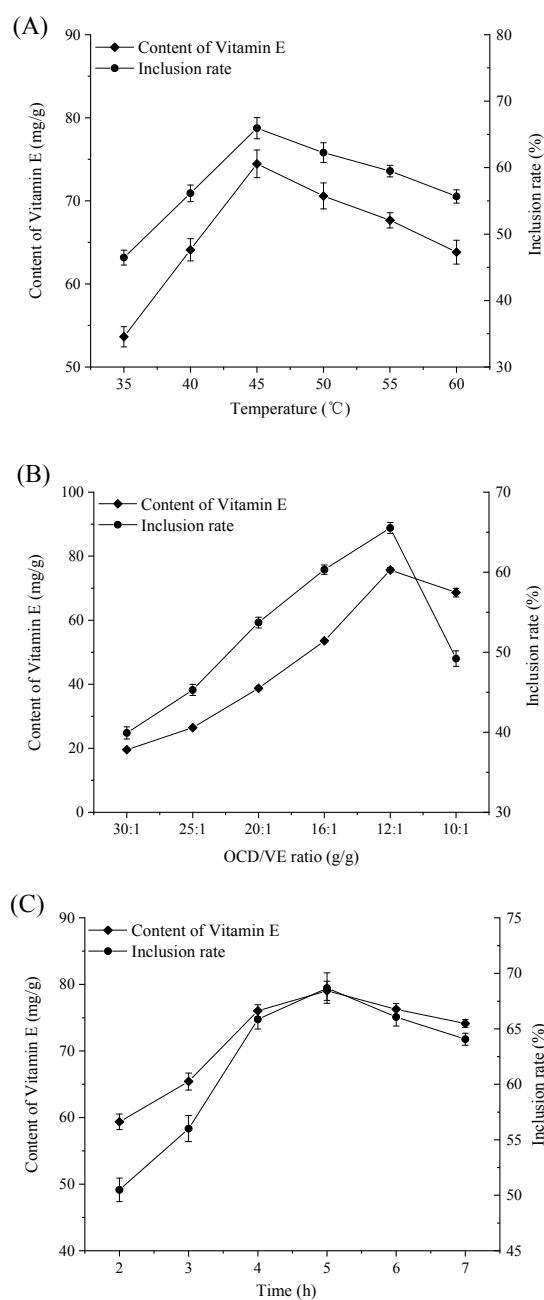 (A)
90
80
70
60
50
Content of Vitamin E (mg/g)
Content of Vitamin E
Inclusion rate
80
70
60
50
40
30
Inclusion rate (%)
35 40 45 50 55 60
Temperature (℃)
(B)
100
80
60
40
20
0
Content of Vitamin E (mg/g)
Content of Vitamin E
Inclusion rate
70
60
50
40
30
Inclusion rate (%)
30:1 25:1 20:1 16:1 12:1 10:1
OCD/VE ratio (g/g)
(C)
90
80
70
60
50
40
Content of Vitamin E (mg/g)
Content of Vitamin E
Inclusion rate
75
70
65
60
55
50
45
Inclusion rate (%)
2 3 4 5 6 7
Time (h)